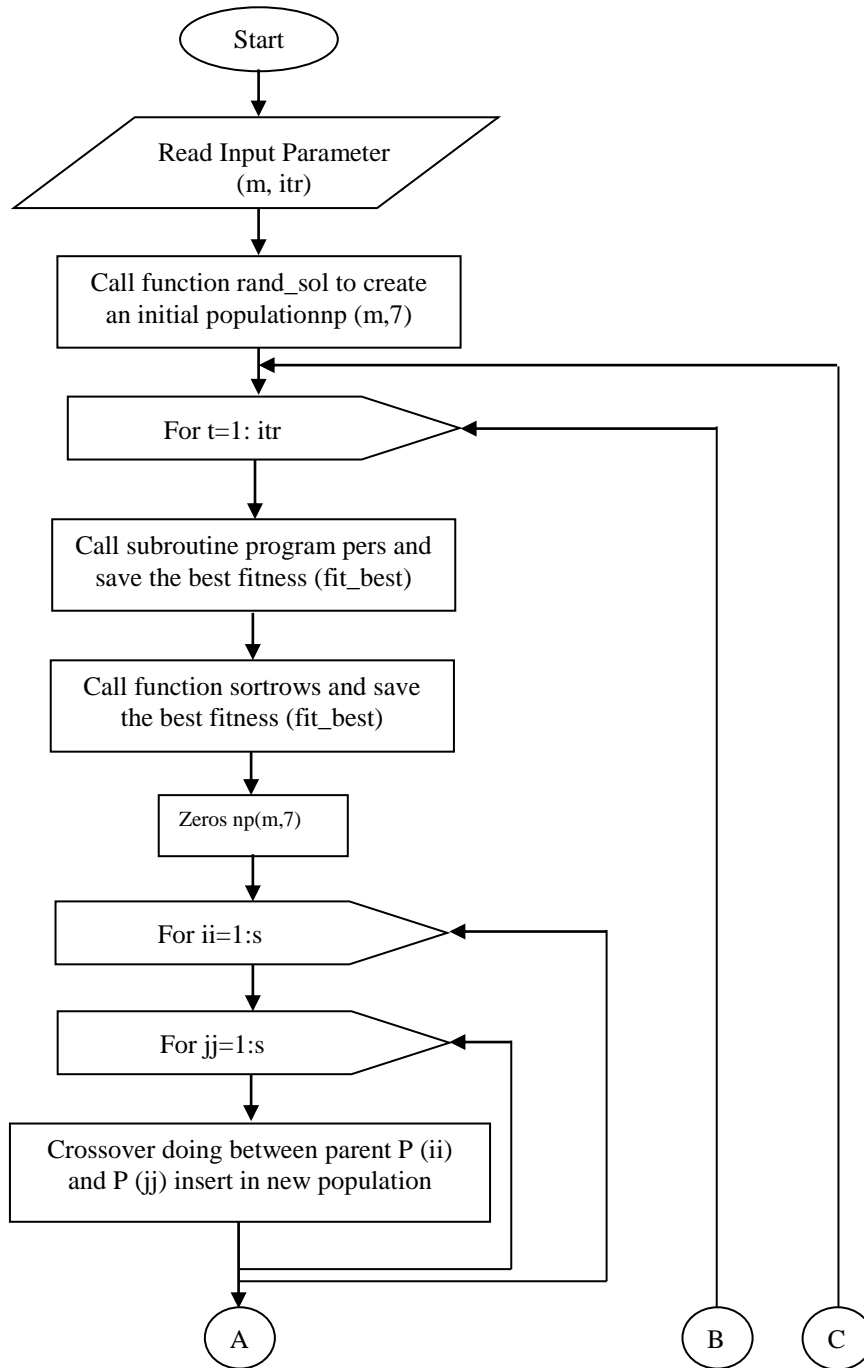 Start
Read Input Parameter
(m, itr)
Call function rand_sol to create
an initial populationnp (m,7)
For t=1: itr
Call subroutine program pers and
save the best fitness (fit_best)
Call function sortrows and save
the best fitness (fit_best)
Zeros np(m,7)
For ii=1:s
For jj=1:s
Crossover doing between parent P (ii)
and P (jj) insert in new population
A
B
C